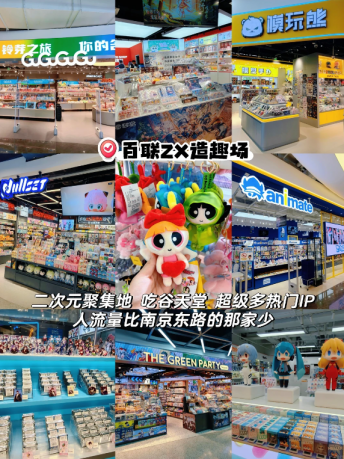 铃芽之旅
你的
GGGGG
模玩熊
百联ZX造趣场
animate
二次元聚集地 吃谷天堂 超级多热门IP
人流量比南京东路的那家少
THE GREEN PARTY